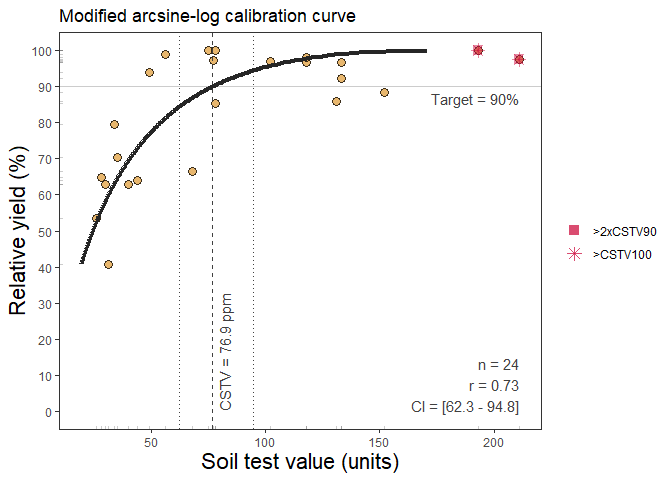 Modified arcsine-log calibration curve
Relative yield (%)
100
90
80
70
60
50
40
30
20
10
0
Target = 90%
CSTV = 76.9 ppm
n = 24
r = 0.73
CI = [62.3 - 94.8]
50
100
150
200
Soil test value (units)
>2xCSTV90
>CSTV100